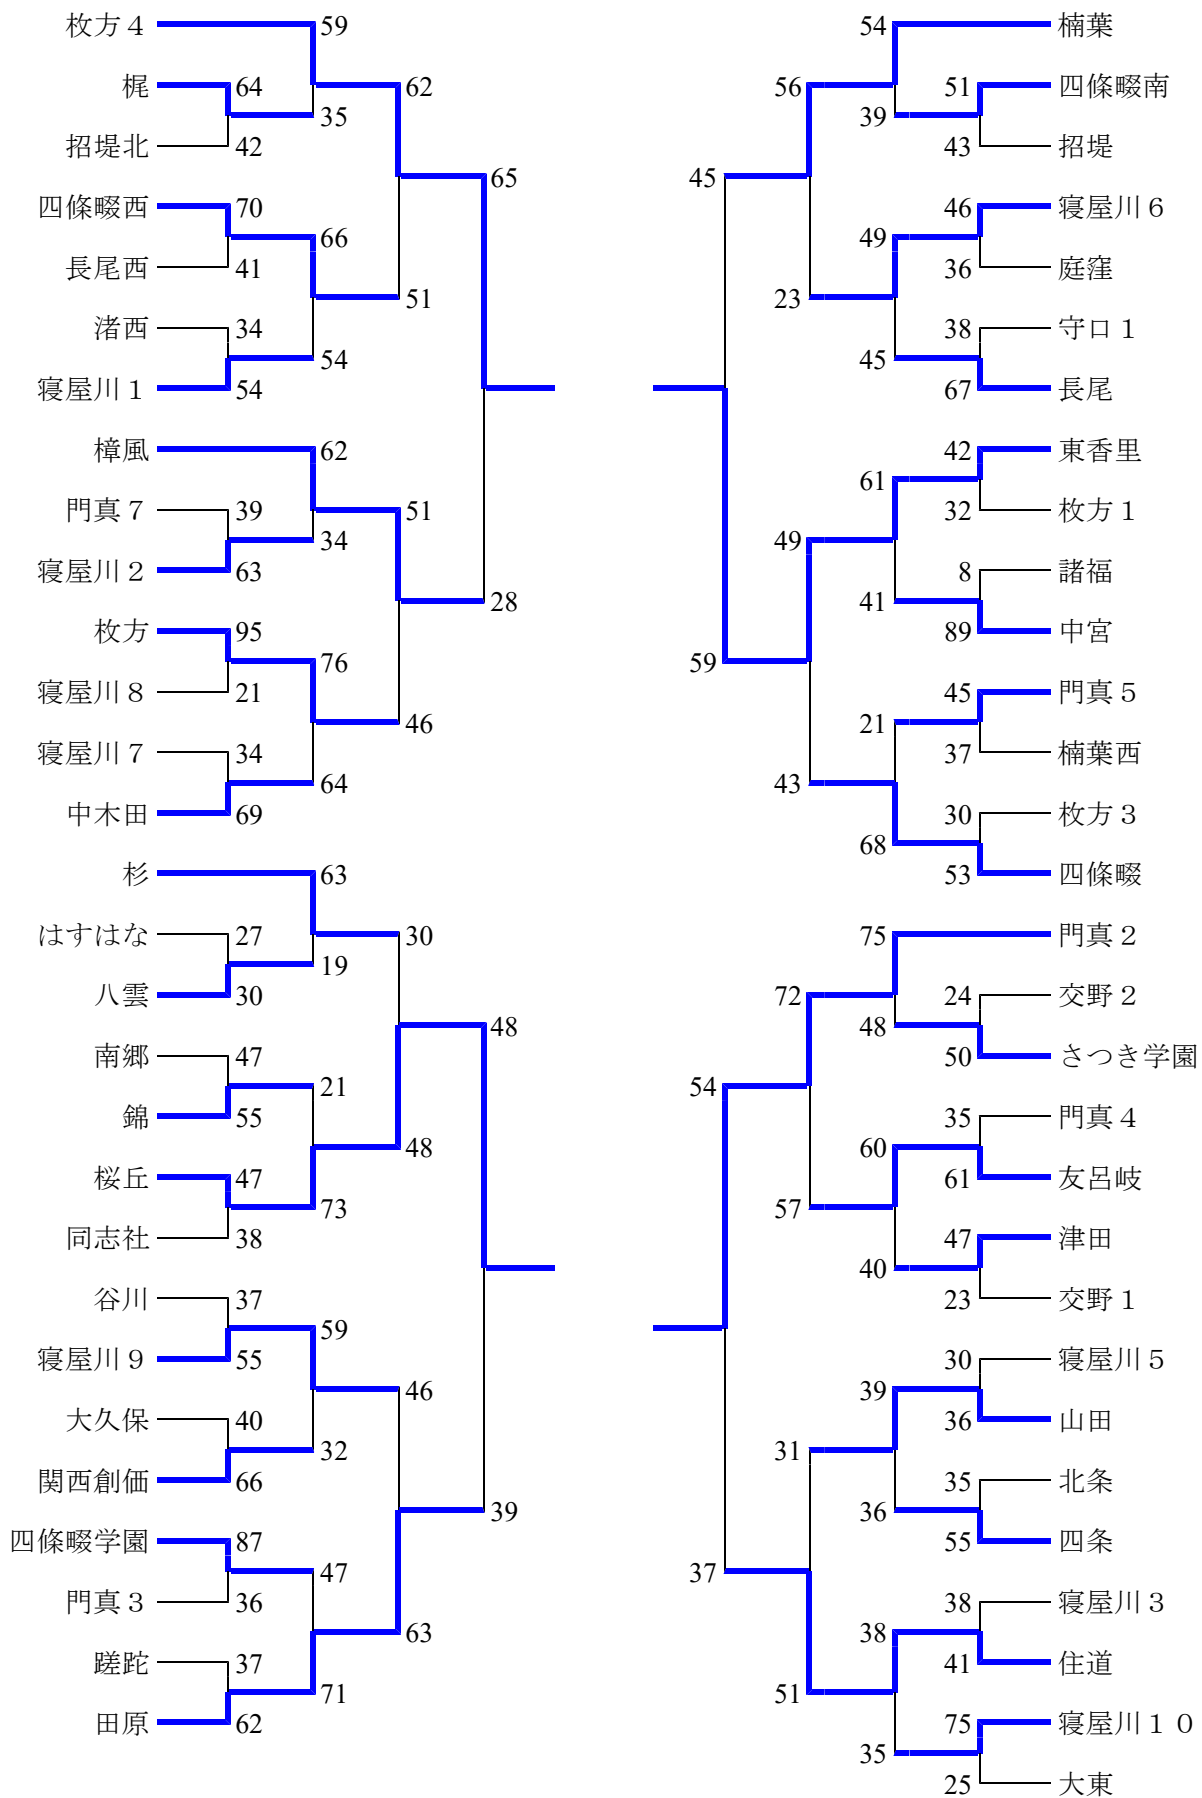 枚方４ 59 54 楠葉
梶 64 62 56 51 四條畷南
35 39
招堤北 42 43 招堤
65 45
四條畷西 70 46 寝屋川６
66 49
長尾西 41 36 庭窪
51 23
渚西 34 38 守口１
54 45
寝屋川１ 54 67 長尾
樟風 62 42 東香里
61
門真７ 39 51 32 枚方１
34 49
寝屋川２ 63 8 諸福
28 41
枚方 95 89 中宮
76 59
寝屋川８ 21 45 門真５
46 21
寝屋川７ 34 37 楠葉西
64 43
中木田 69 30 枚方３
68
杉 63 53 四條畷
はすはな 27 30 75 門真２
19
八雲 30 72 24 交野２
48 48
南郷 47 50 さつき学園
21 54
錦 55 35 門真４
48 60
桜丘 47 61 友呂岐
73 57
同志社 38 47 津田
40
谷川 37 23 交野１
59
寝屋川９ 55 30 寝屋川５
46 39
大久保 40 36 山田
32 31
関西創価 66 35 北条
39 36
四條畷学園 87 55 四条
47 37
門真３ 36 38 寝屋川３
63 38
蹉跎 37 41 住道
71 51
田原 62 75 寝屋川１０
35
25 大東